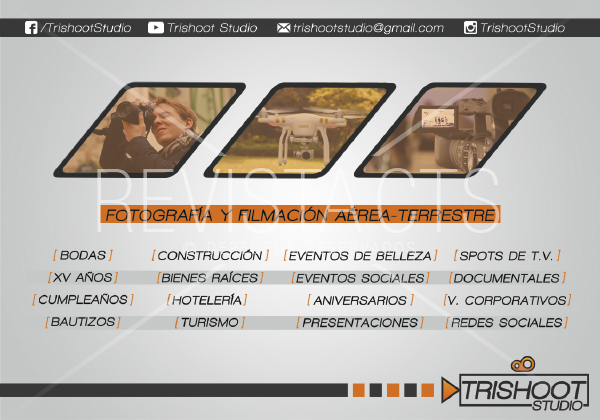 /TrishootStudio Trishoot Studio trishootstudio@gmail.com TrishootStudio
REVISTACTS
FOTOGRAFÍA Y FILMACIÓN AÉREA-TERRESTRE
[BODAS] [CONSTRUCCIÓN] [EVENTOS DE BELLEZA] [SPOTS DE T.V.]
[XV AÑOS] [BIENES RAÍCES] [EVENTOS SOCIALES] [DOCUMENTALES]
[CUMPLEAÑOS] [HOTELERÍA] [ANIVERSARIOS] [V. CORPORATIVOS]
[BAUTIZOS] [TURISMO] [PRESENTACIONES] [REDES SOCIALES]
TRISHOOT
STUDIO